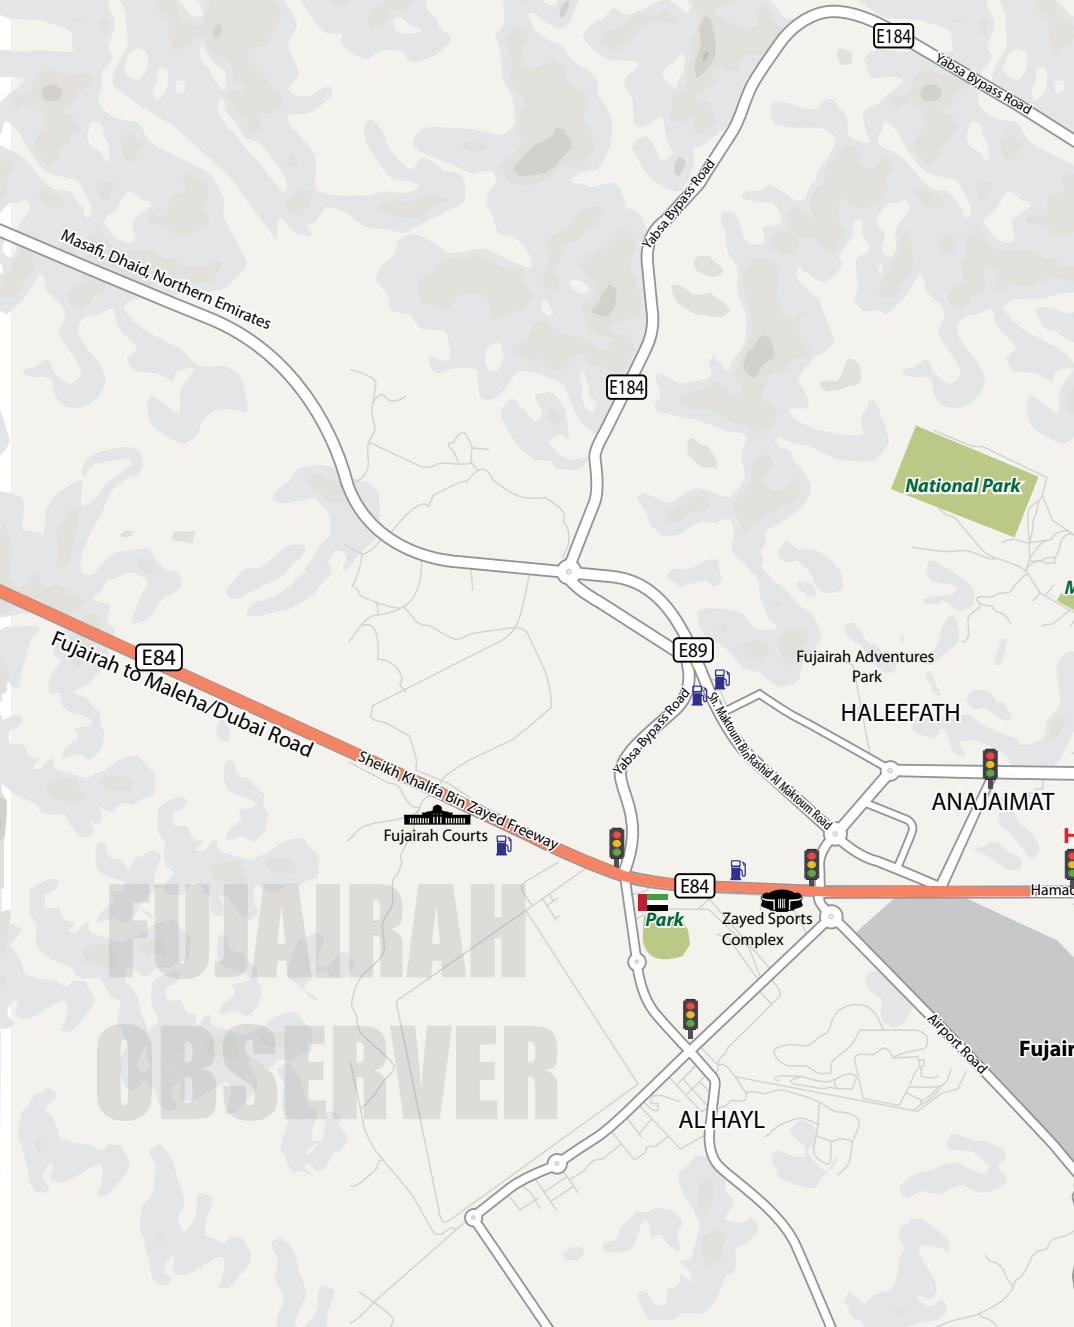 E184
Yabsa Bypass Road
Yabsa Bypass Road
Masafi, Dhaid, Northern Emirates
E184
National Park
M
E84
Fujairah to Maleha/Dubai Road
E89
Fujairah Adventures
Park
HALEEFATH
Yabsa Bypass Road
Sh. Maktoum BinRashid Al Maktoum Road
Sheikh Khalifa Bin Zayed Freeway
ANAJAIMAT
Fujairah Courts
H
E84
Hamad
Park
Zayed Sports
Complex
FUJAIRAH
OBSERVER
Airport Road
Fujair
AL HAYL